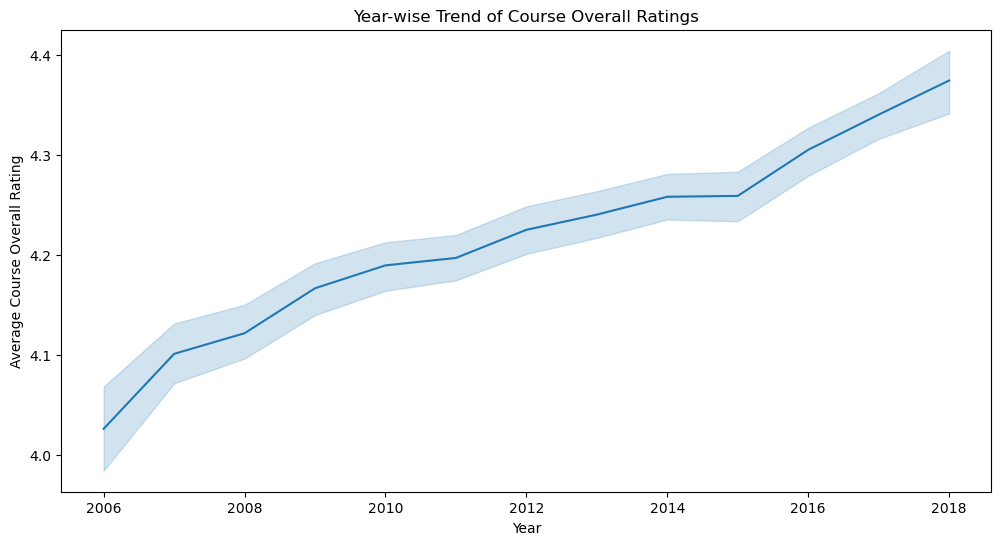 Year-wise Trend of Course Overall Ratings
4.4
4.3
4.2
4.1
4.0
Average Course Overall Rating
2006 2008 2010 2012 2014 2016 2018
Year